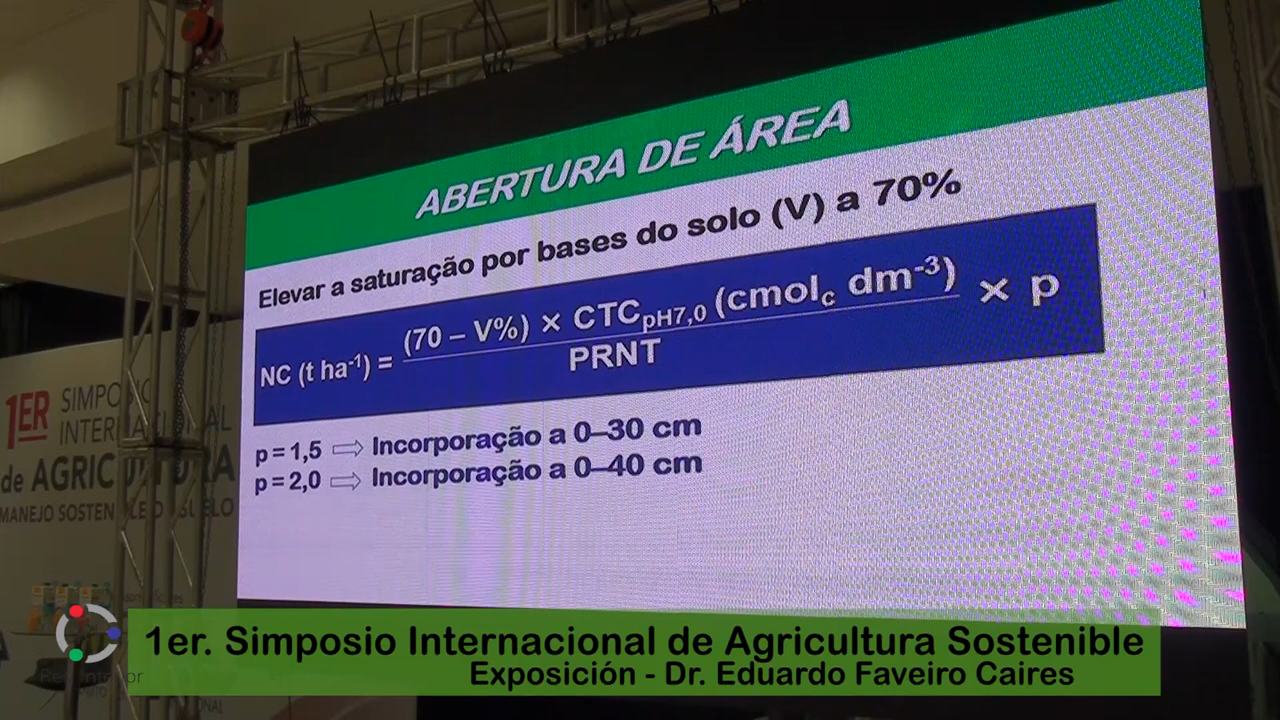 ABERTURA DE ÁREA
Elevar a saturação por bases do solo (V) a 70%
NC (t ha⁻¹) = (70 – V%) × CTCpH7,0 (cmolc dm⁻³) × p
PRNT
p = 1,5 ⇨ Incorporação a 0–30 cm
p = 2,0 ⇨ Incorporação a 0–40 cm
1ER SIMPOSIO
INTERNACIONAL
de AGRICULTURA
1er. Simposio Internacional de Agricultura Sostenible
Exposición - Dr. Eduardo Faveiro Caires